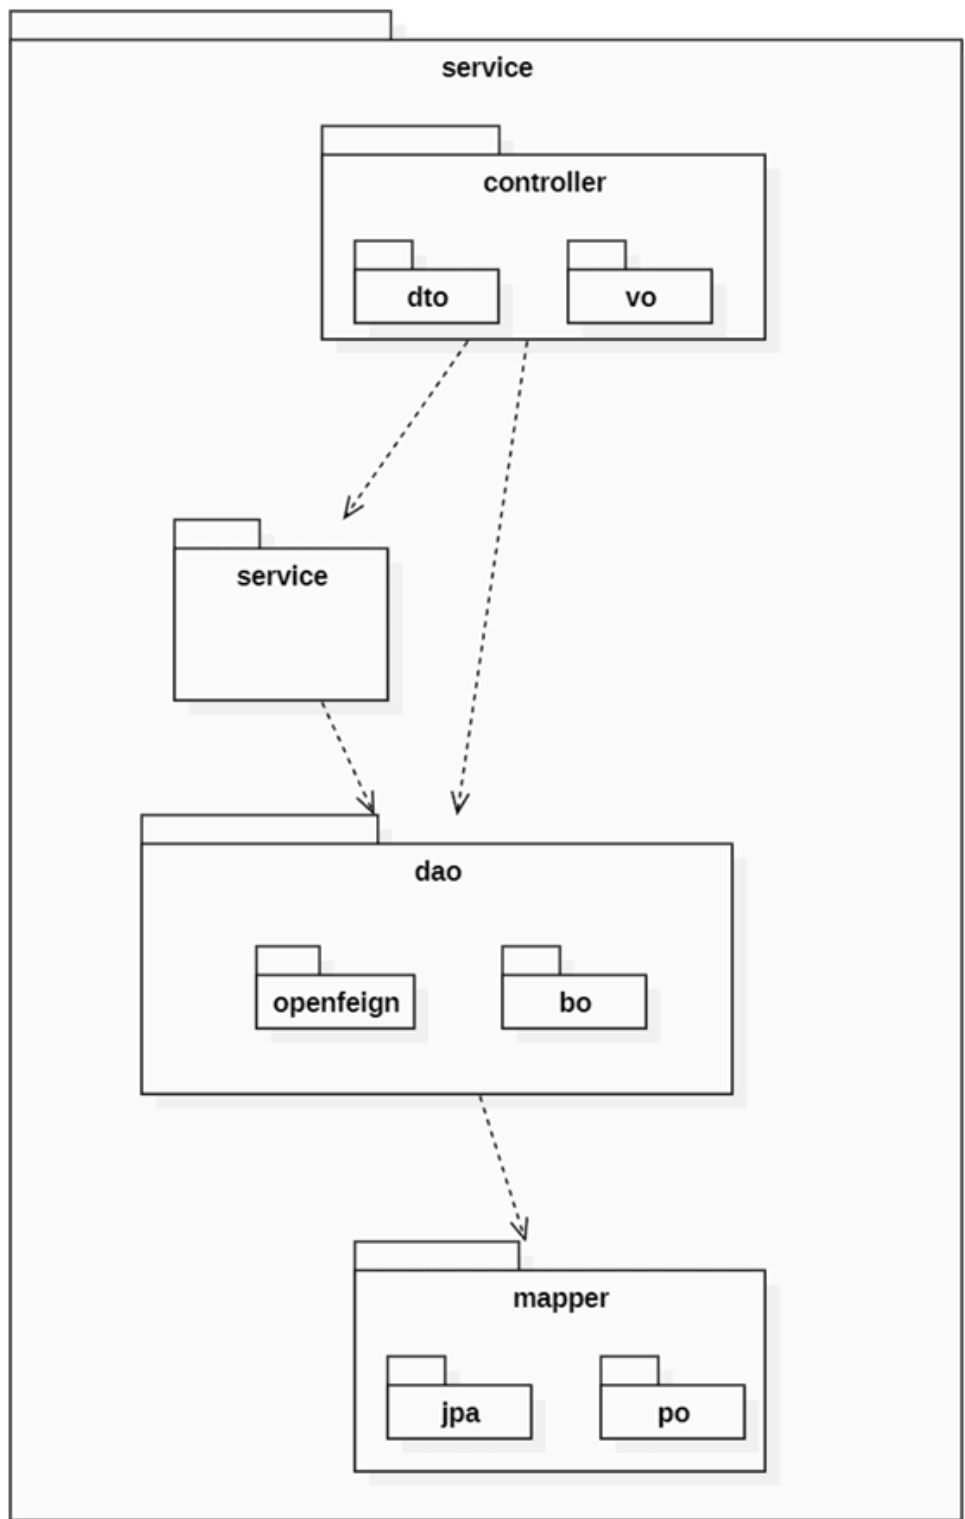 service
controller
dto
vo
service
dao
openfeign
bo
mapper
jpa
po